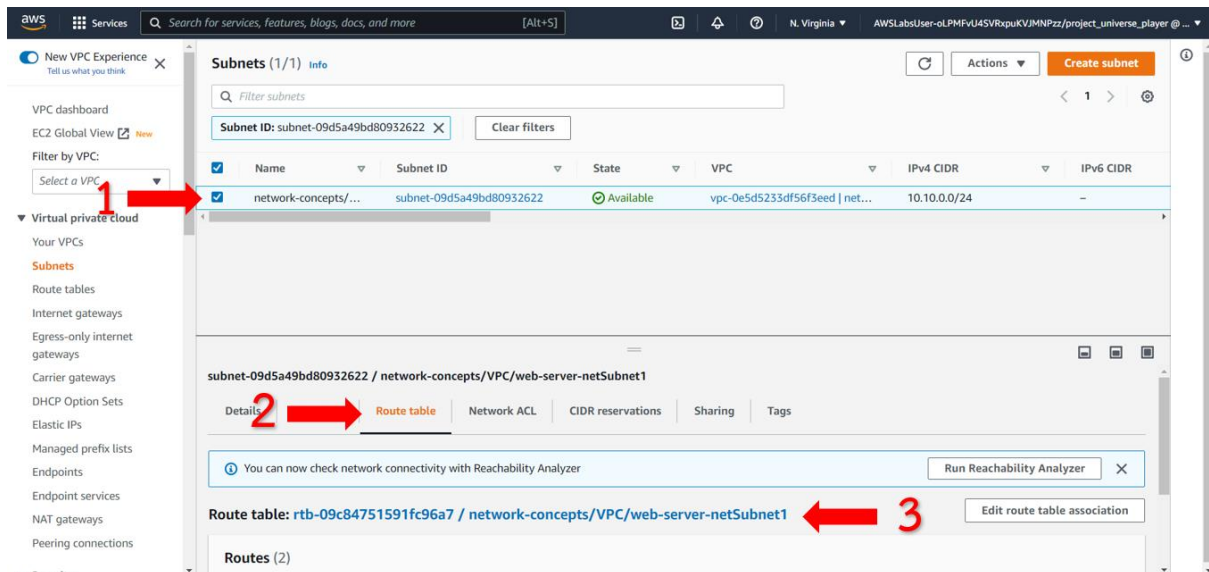 aws
Services
Search for services, features, blogs, docs, and more
[Alt+S]
N. Virginia
AWSLabsUser-oLPMFvU4SVRxpuKVJMNPzz/project_universe_player @ ...
New VPC Experience
Tell us what you think
VPC dashboard
EC2 Global View New
Filter by VPC:
Select a VPC
1
Virtual private cloud
Your VPCs
Subnets
Route tables
Internet gateways
Egress-only internet
gateways
Carrier gateways
DHCP Option Sets
Elastic IPs
Managed prefix lists
Endpoints
Endpoint services
NAT gateways
Peering connections
Subnets (1/1) Info
Actions
Create subnet
Filter subnets
1
Subnet ID: subnet-09d5a49bd80932622
Clear filters
Name Subnet ID State VPC IPv4 CIDR IPv6 CIDR
network-concepts/... subnet-09d5a49bd80932622 Available vpc-0e5d5233df56f3eed | net... 10.10.0.0/24 –
subnet-09d5a49bd80932622 / network-concepts/VPC/web-server-netSubnet1
Details 2 Route table Network ACL CIDR reservations Sharing Tags
You can now check network connectivity with Reachability Analyzer
Run Reachability Analyzer
Route table: rtb-09c84751591fc96a7 / network-concepts/VPC/web-server-netSubnet1
3
Edit route table association
Routes (2)